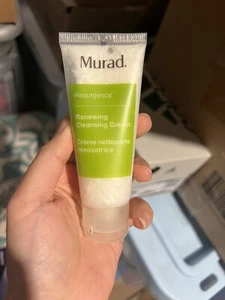 Murad.
Resurgence
Renewing
Cleansing Cream
Crème nettoyante
rénovatrice